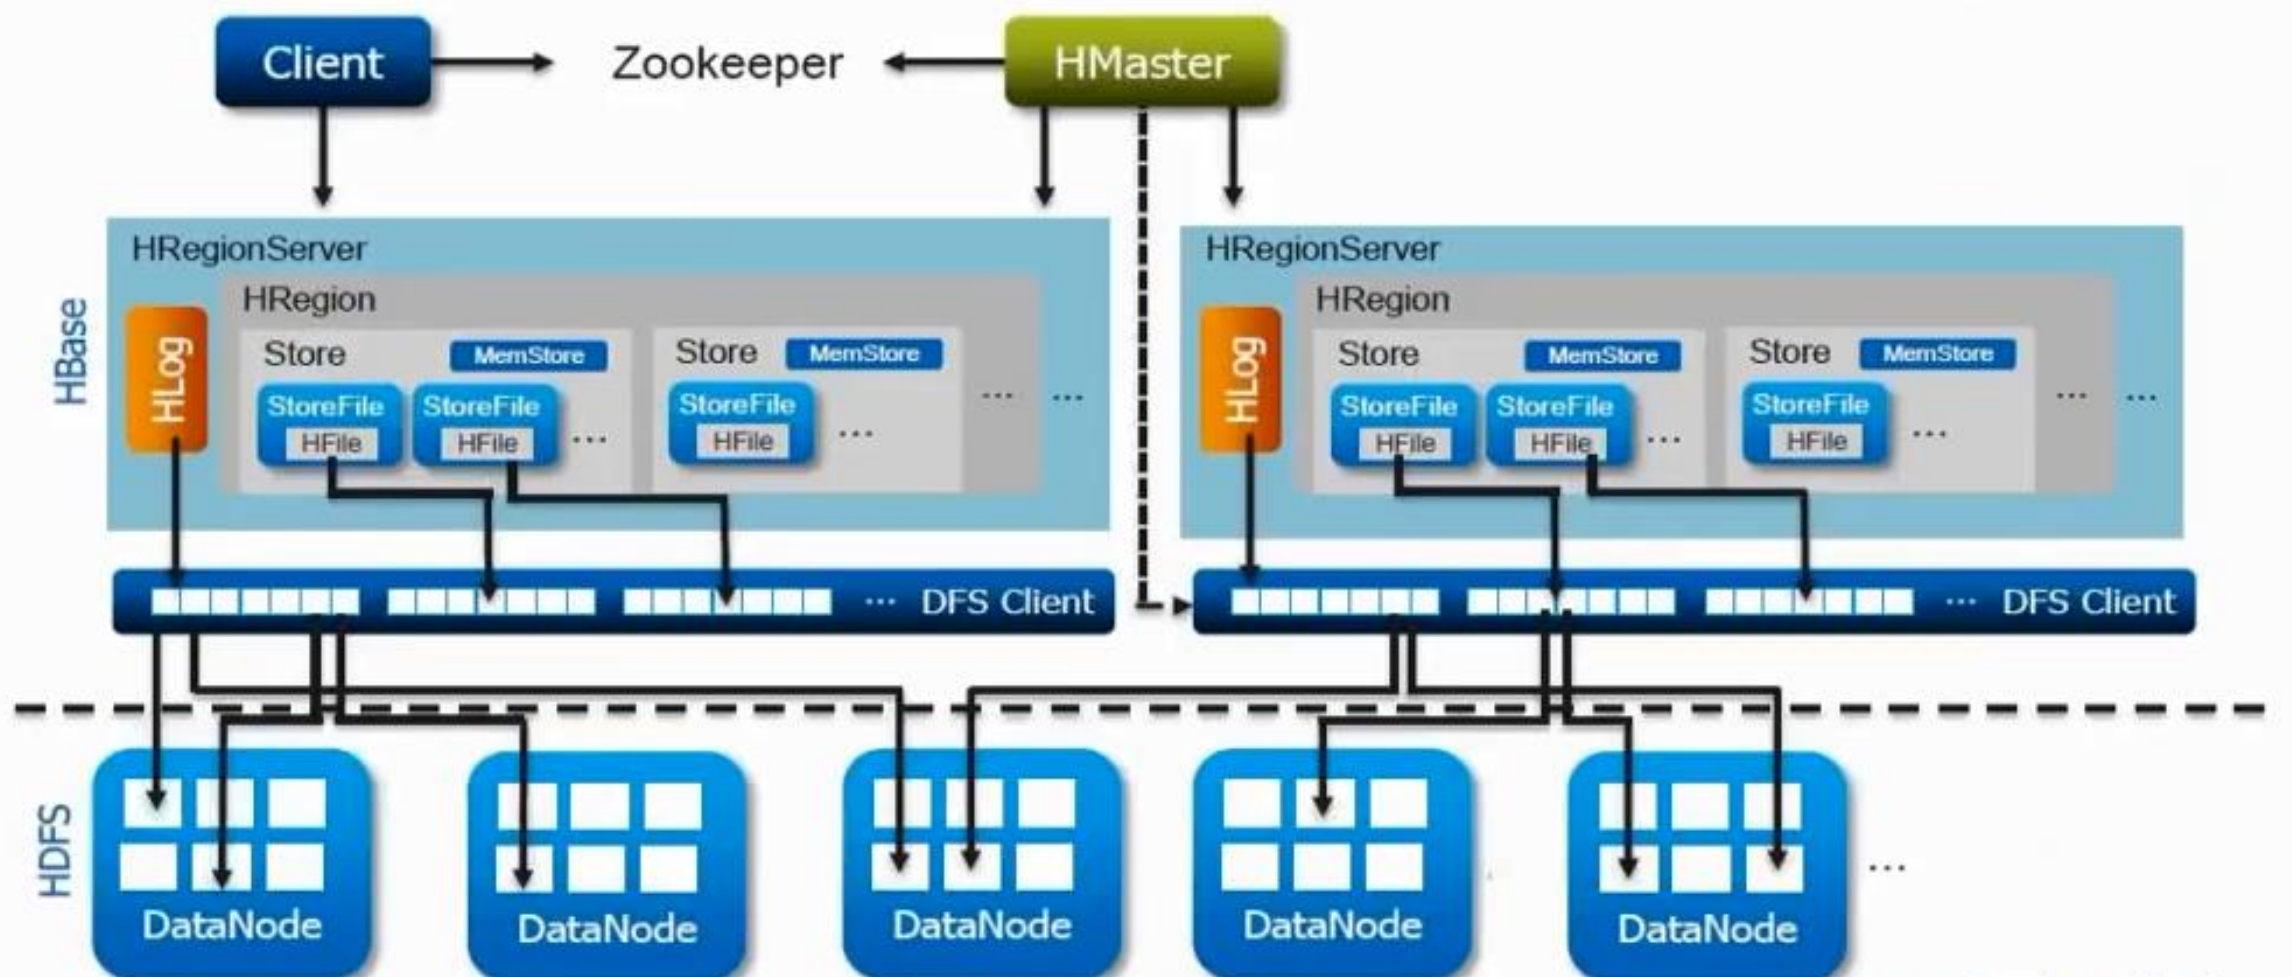 Client
Zookeeper
HMaster
HBase
HRegionServer
HLog
HRegion
Store
MemStore
StoreFile
HFile
StoreFile
HFile
...
Store
MemStore
StoreFile
HFile
...
...
...
HRegionServer
HLog
HRegion
Store
MemStore
StoreFile
HFile
StoreFile
HFile
...
Store
MemStore
StoreFile
HFile
...
...
...
... DFS Client
... DFS Client
HDFS
DataNode
DataNode
DataNode
DataNode
DataNode
...